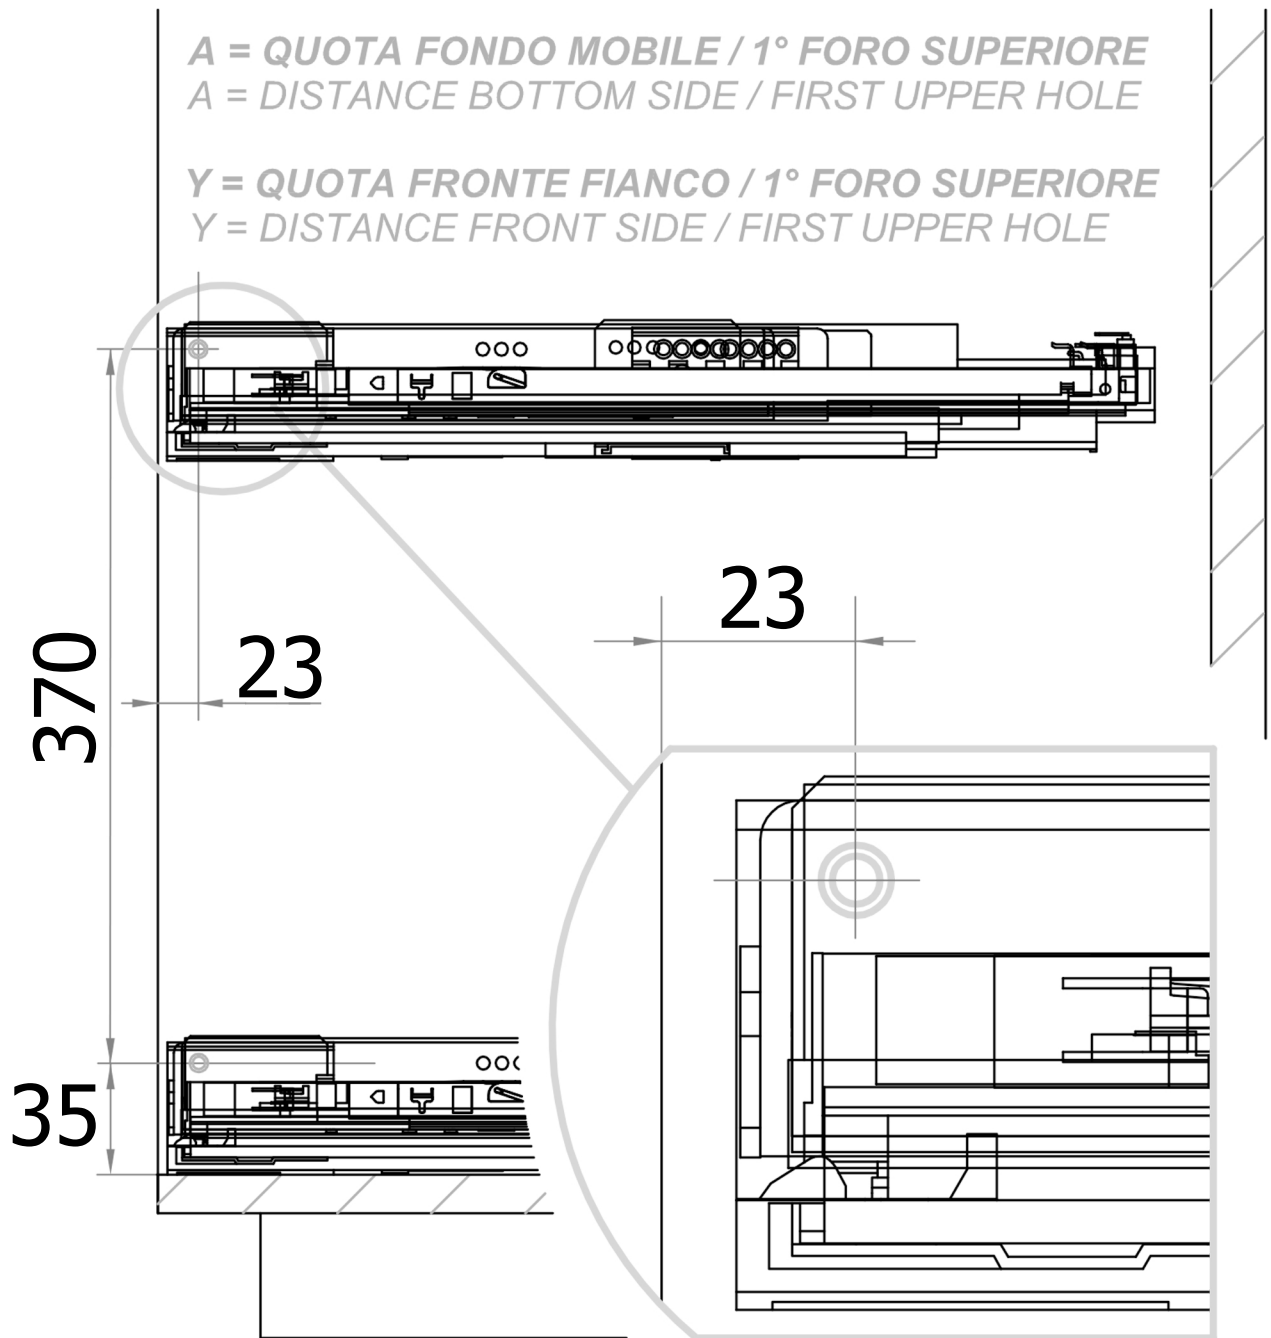 A = QUOTA FONDO MOBILE / 1° FORO SUPERIORE
A = DISTANCE BOTTOM SIDE / FIRST UPPER HOLE
Y = QUOTA FRONTE FIANCO / 1° FORO SUPERIORE
Y = DISTANCE FRONT SIDE / FIRST UPPER HOLE
23
23
370
35